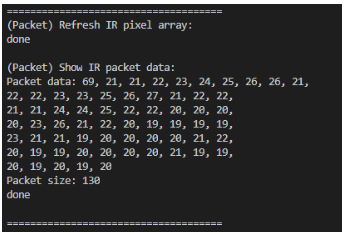 =====================================
(Packet) Refresh IR pixel array:
done
(Packet) Show IR packet data:
Packet data: 69, 21, 21, 22, 23, 24, 25, 26, 26, 21,
22, 22, 23, 23, 25, 26, 27, 21, 22, 22,
21, 21, 24, 24, 25, 22, 22, 20, 20, 20,
20, 23, 26, 21, 22, 20, 19, 19, 19, 19,
23, 21, 21, 19, 20, 20, 20, 20, 21, 22,
20, 19, 19, 20, 20, 20, 20, 21, 19, 19,
20, 19, 20, 19, 20
Packet size: 130
done
=====================================